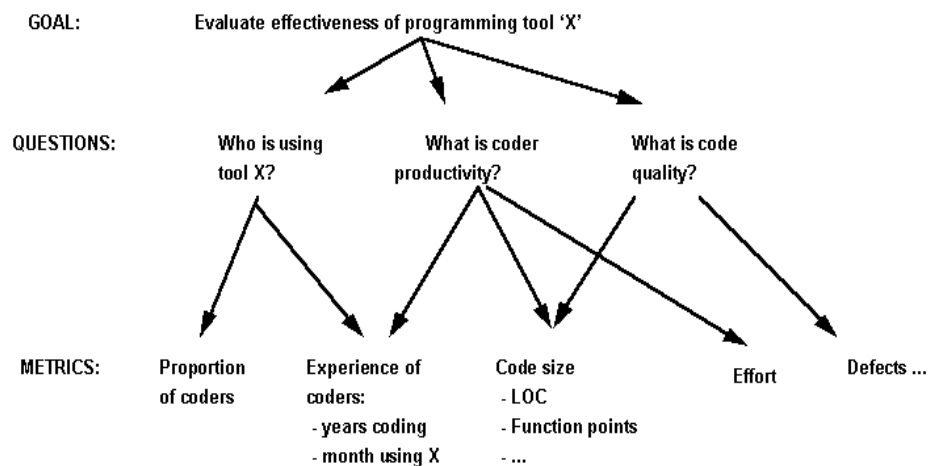 GOAL: Evaluate effectiveness of programming tool ‘X’
QUESTIONS: Who is using What is coder What is code
tool X? productivity? quality?
METRICS: Proportion Experience of Code size Effort Defects ...
of coders coders: - LOC
- years coding - Function points
- month using X - ...